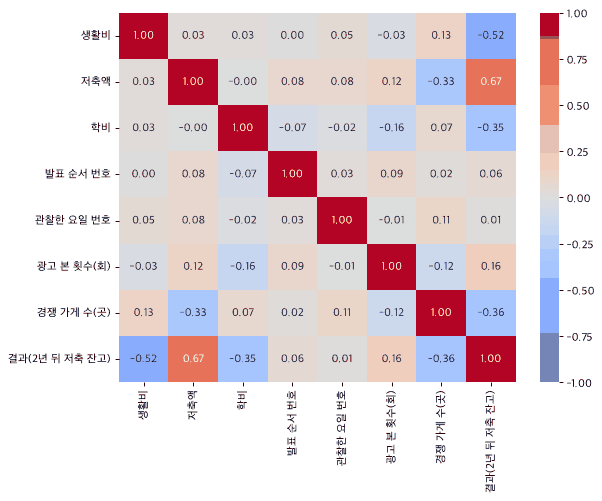 생활비 1.00 0.03 0.03 0.00 0.05 −0.03 0.13 −0.52
저축액 0.03 1.00 −0.00 0.08 0.08 0.12 −0.33 0.67
학비 0.03 −0.00 1.00 −0.07 −0.02 −0.16 0.07 −0.35
발표 순서 번호 0.00 0.08 −0.07 1.00 0.03 0.09 0.02 0.06
관찰한 요일 번호 0.05 0.08 −0.02 0.03 1.00 −0.01 0.11 0.01
광고 본 횟수(회) −0.03 0.12 −0.16 0.09 −0.01 1.00 −0.12 0.16
경쟁 가게 수(곳) 0.13 −0.33 0.07 0.02 0.11 −0.12 1.00 −0.36
결과(2년 뒤 저축 잔고) −0.52 0.67 −0.35 0.06 0.01 0.16 −0.36 1.00
생활비
저축액
학비
발표 순서 번호
관찰한 요일 번호
광고 본 횟수(회)
경쟁 가게 수(곳)
결과(2년 뒤 저축 잔고)
1.00
0.75
0.50
0.25
0.00
−0.25
−0.50
−0.75
−1.00